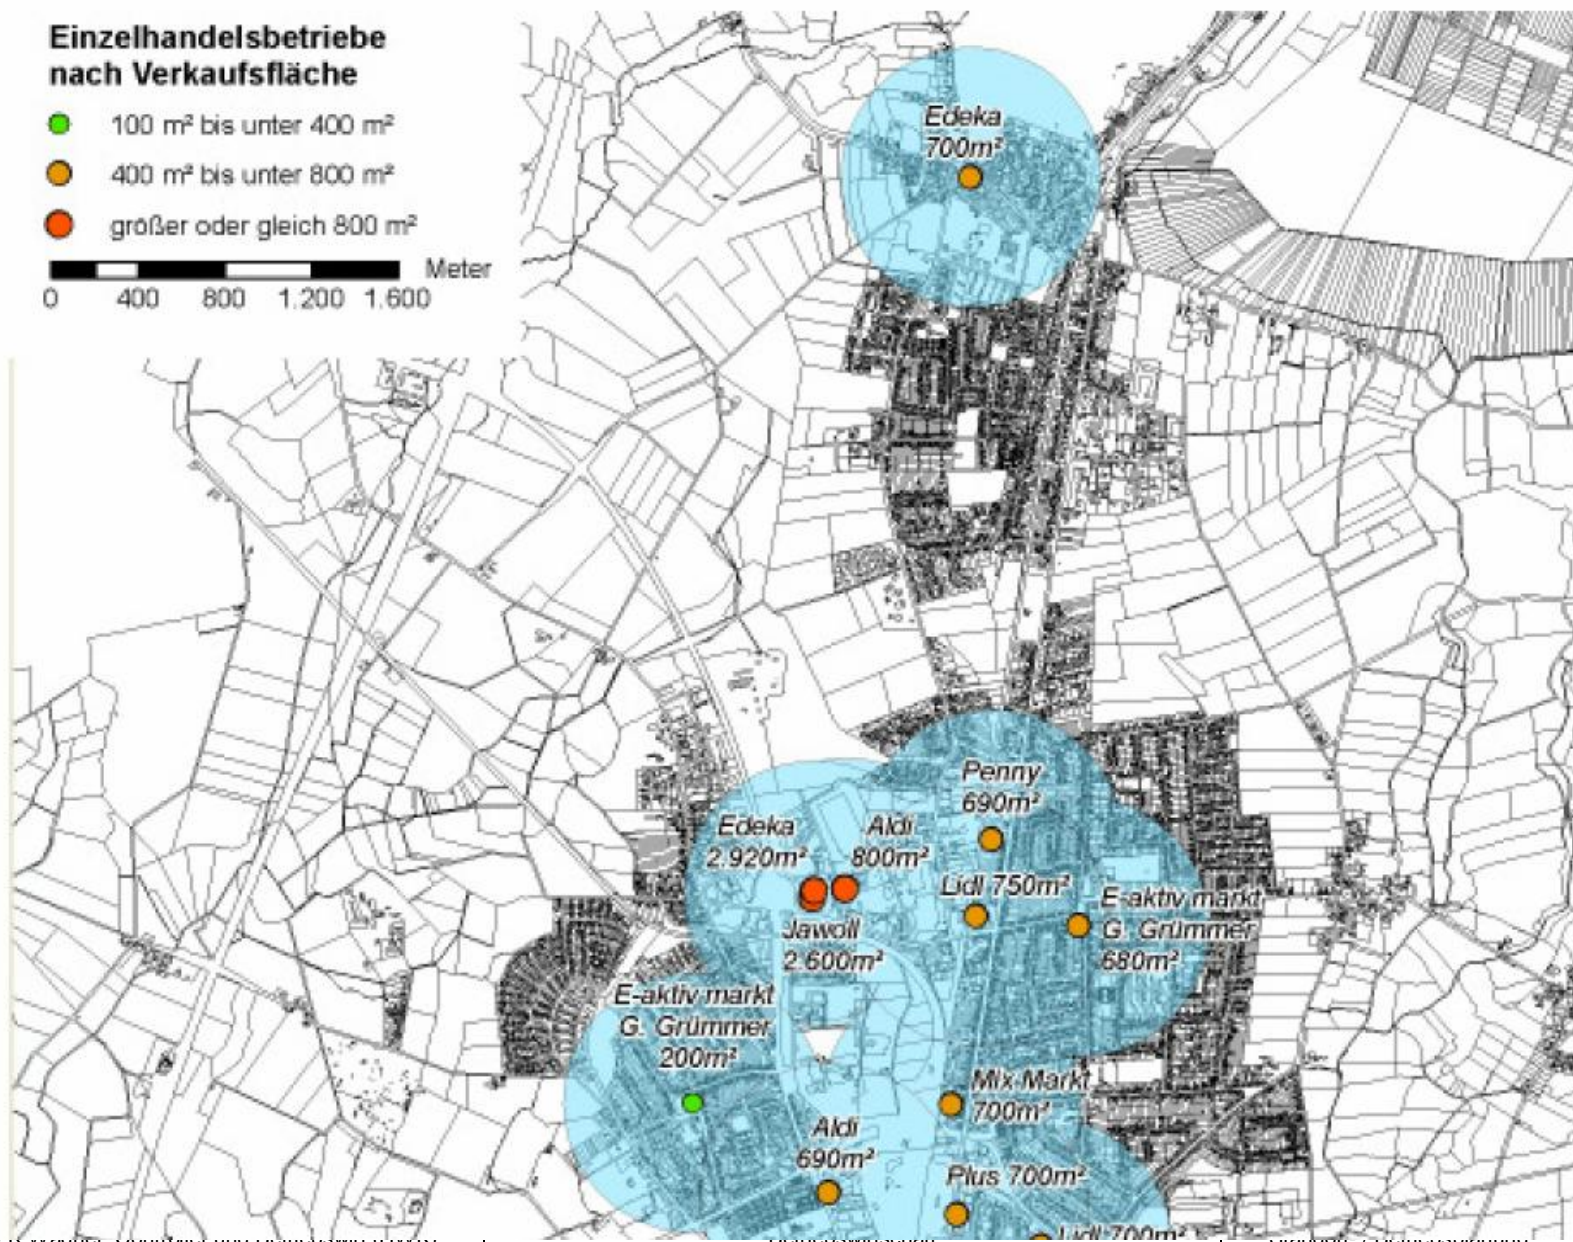 Einzelhandelsbetriebe
nach Verkaufsfläche
100 m² bis unter 400 m²
400 m² bis unter 800 m²
größer oder gleich 800 m²
Meter
0 400 800 1.200 1.600
Edeka
700m²
Penny
690m²
Edeka
2.920m²
Aldi
800m²
Lidl 750m²
E-aktiv markt
G. Grümmer
680m²
Jawoll
2.600m²
E-aktiv markt
G. Grümmer
200m²
Mix Markt
700m²
Aldi
690m²
Plus 700m²
Lidl 700m²